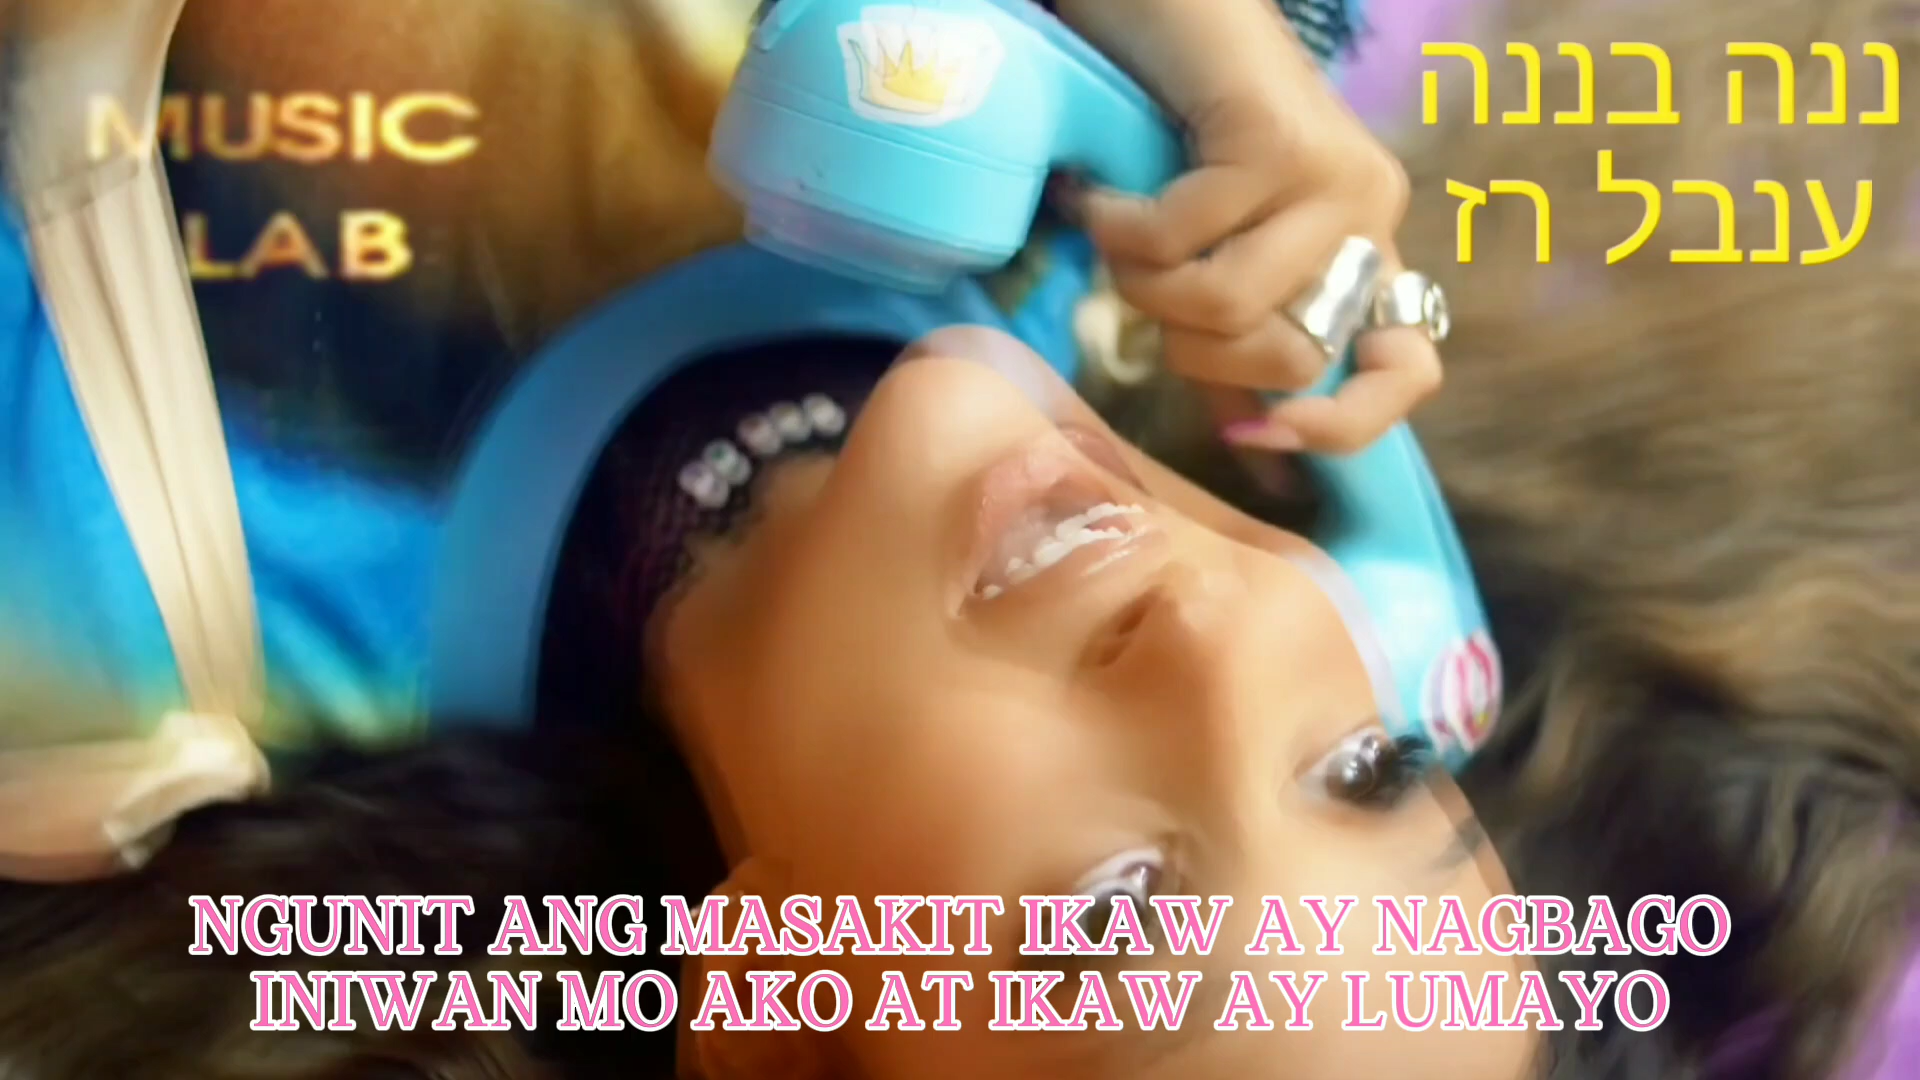 MUSIC
LAB
ננה בננה
ענבל רז
NGUNIT ANG MASAKIT IKAW AY NAGBAGO
INIWAN MO AKO AT IKAW AY LUMAYO